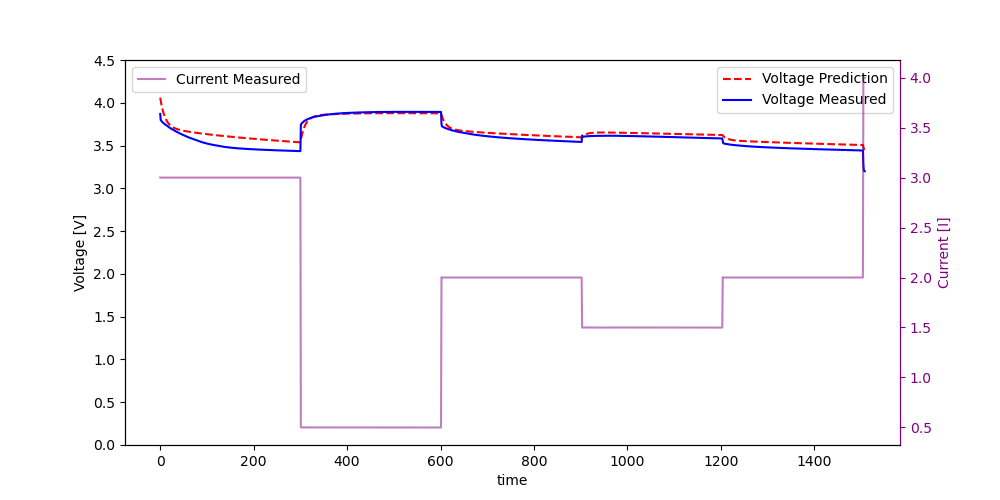 Current Measured
Voltage Prediction
Voltage Measured
4.5
4.0
3.5
3.0
2.5
2.0
1.5
1.0
0.5
0.0
Voltage [V]
4.0
3.5
3.0
2.5
2.0
1.5
1.0
0.5
Current [I]
0 200 400 600 800 1000 1200 1400
time